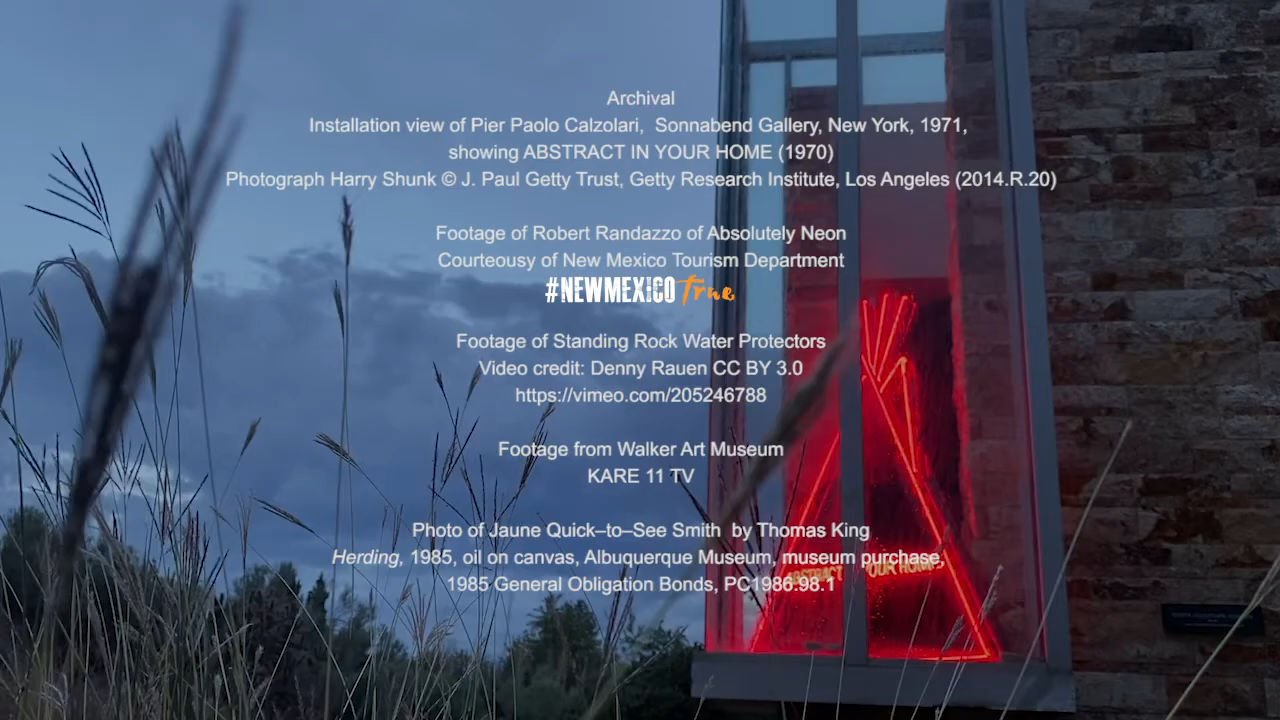 Archival
Installation view of Pier Paolo Calzolari, Sonnabend Gallery, New York, 1971,
showing ABSTRACT IN YOUR HOME (1970)
Photograph Harry Shunk © J. Paul Getty Trust, Getty Research Institute, Los Angeles (2014.R.20)
Footage of Robert Randazzo of Absolutely Neon
Courteousy of New Mexico Tourism Department
#NEWMEXICO True
Footage of Standing Rock Water Protectors
Video credit: Denny Rauen CC BY 3.0
https://vimeo.com/205246788
Footage from Walker Art Museum
KARE 11 TV
Photo of Jaune Quick–to–See Smith by Thomas King
Herding, 1985, oil on canvas, Albuquerque Museum, museum purchase,
1985 General Obligation Bonds, PC1986.98.1
ABSTRACT YOUR HOME